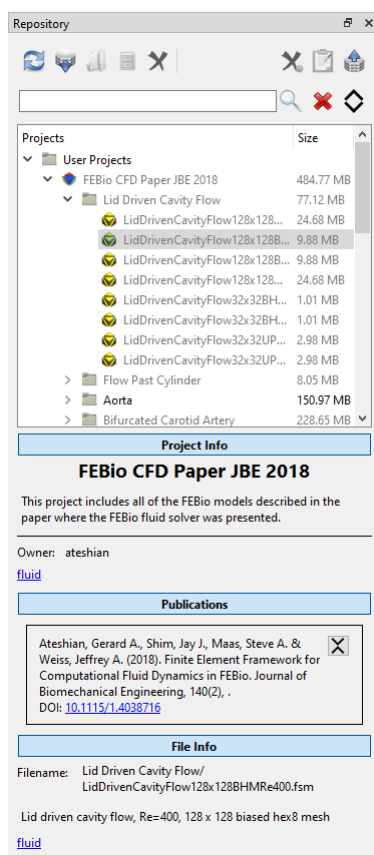 Repository
Projects Size
User Projects
FEBio CFD Paper JBE 2018 484.77 MB
Lid Driven Cavity Flow 77.12 MB
LidDrivenCavityFlow128x128... 24.68 MB
LidDrivenCavityFlow128x128B... 9.88 MB
LidDrivenCavityFlow128x128B... 9.88 MB
LidDrivenCavityFlow128x128... 24.68 MB
LidDrivenCavityFlow32x32BH... 1.01 MB
LidDrivenCavityFlow32x32BH... 1.01 MB
LidDrivenCavityFlow32x32UP... 2.98 MB
LidDrivenCavityFlow32x32UP... 2.98 MB
Flow Past Cylinder 8.05 MB
Aorta 150.97 MB
Bifurcated Carotid Artery 228.65 MB
Project Info
FEBio CFD Paper JBE 2018
This project includes all of the FEBio models described in the
paper where the FEBio fluid solver was presented.
Owner: ateshian
fluid
Publications
Ateshian, Gerard A., Shim, Jay J., Maas, Steve A. &
Weiss, Jeffrey A. (2018). Finite Element Framework for
Computational Fluid Dynamics in FEBio. Journal of
Biomechanical Engineering, 140(2), .
DOI: 10.1115/1.4038716
File Info
Filename: Lid Driven Cavity Flow/
LidDrivenCavityFlow128x128BHMRe400.fsm
Lid driven cavity flow, Re=400, 128 x 128 biased hex8 mesh
fluid